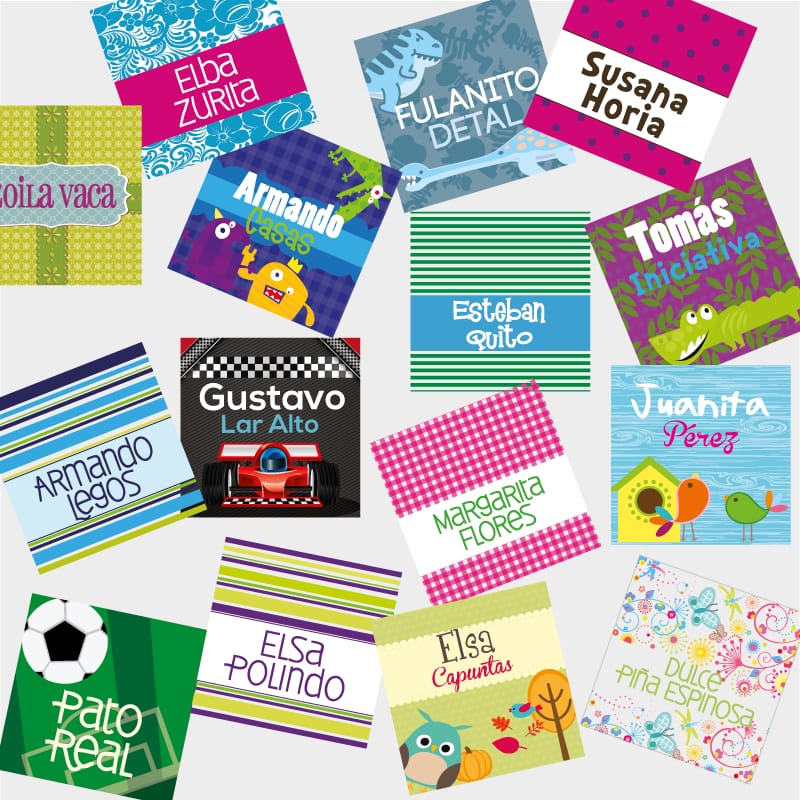 Elba
Zurita
FULANITO
DETAL
Susana
Horia
zoila vaca
Armando
Casas
Esteban
Quito
Tomás
Iniciativa
Armando
Legos
Gustavo
Lar Alto
Margarita
Flores
Juanita
Pérez
Pato
Real
Elsa
Polindo
Elsa
Capuntas
Dulce
Piña Espinosa